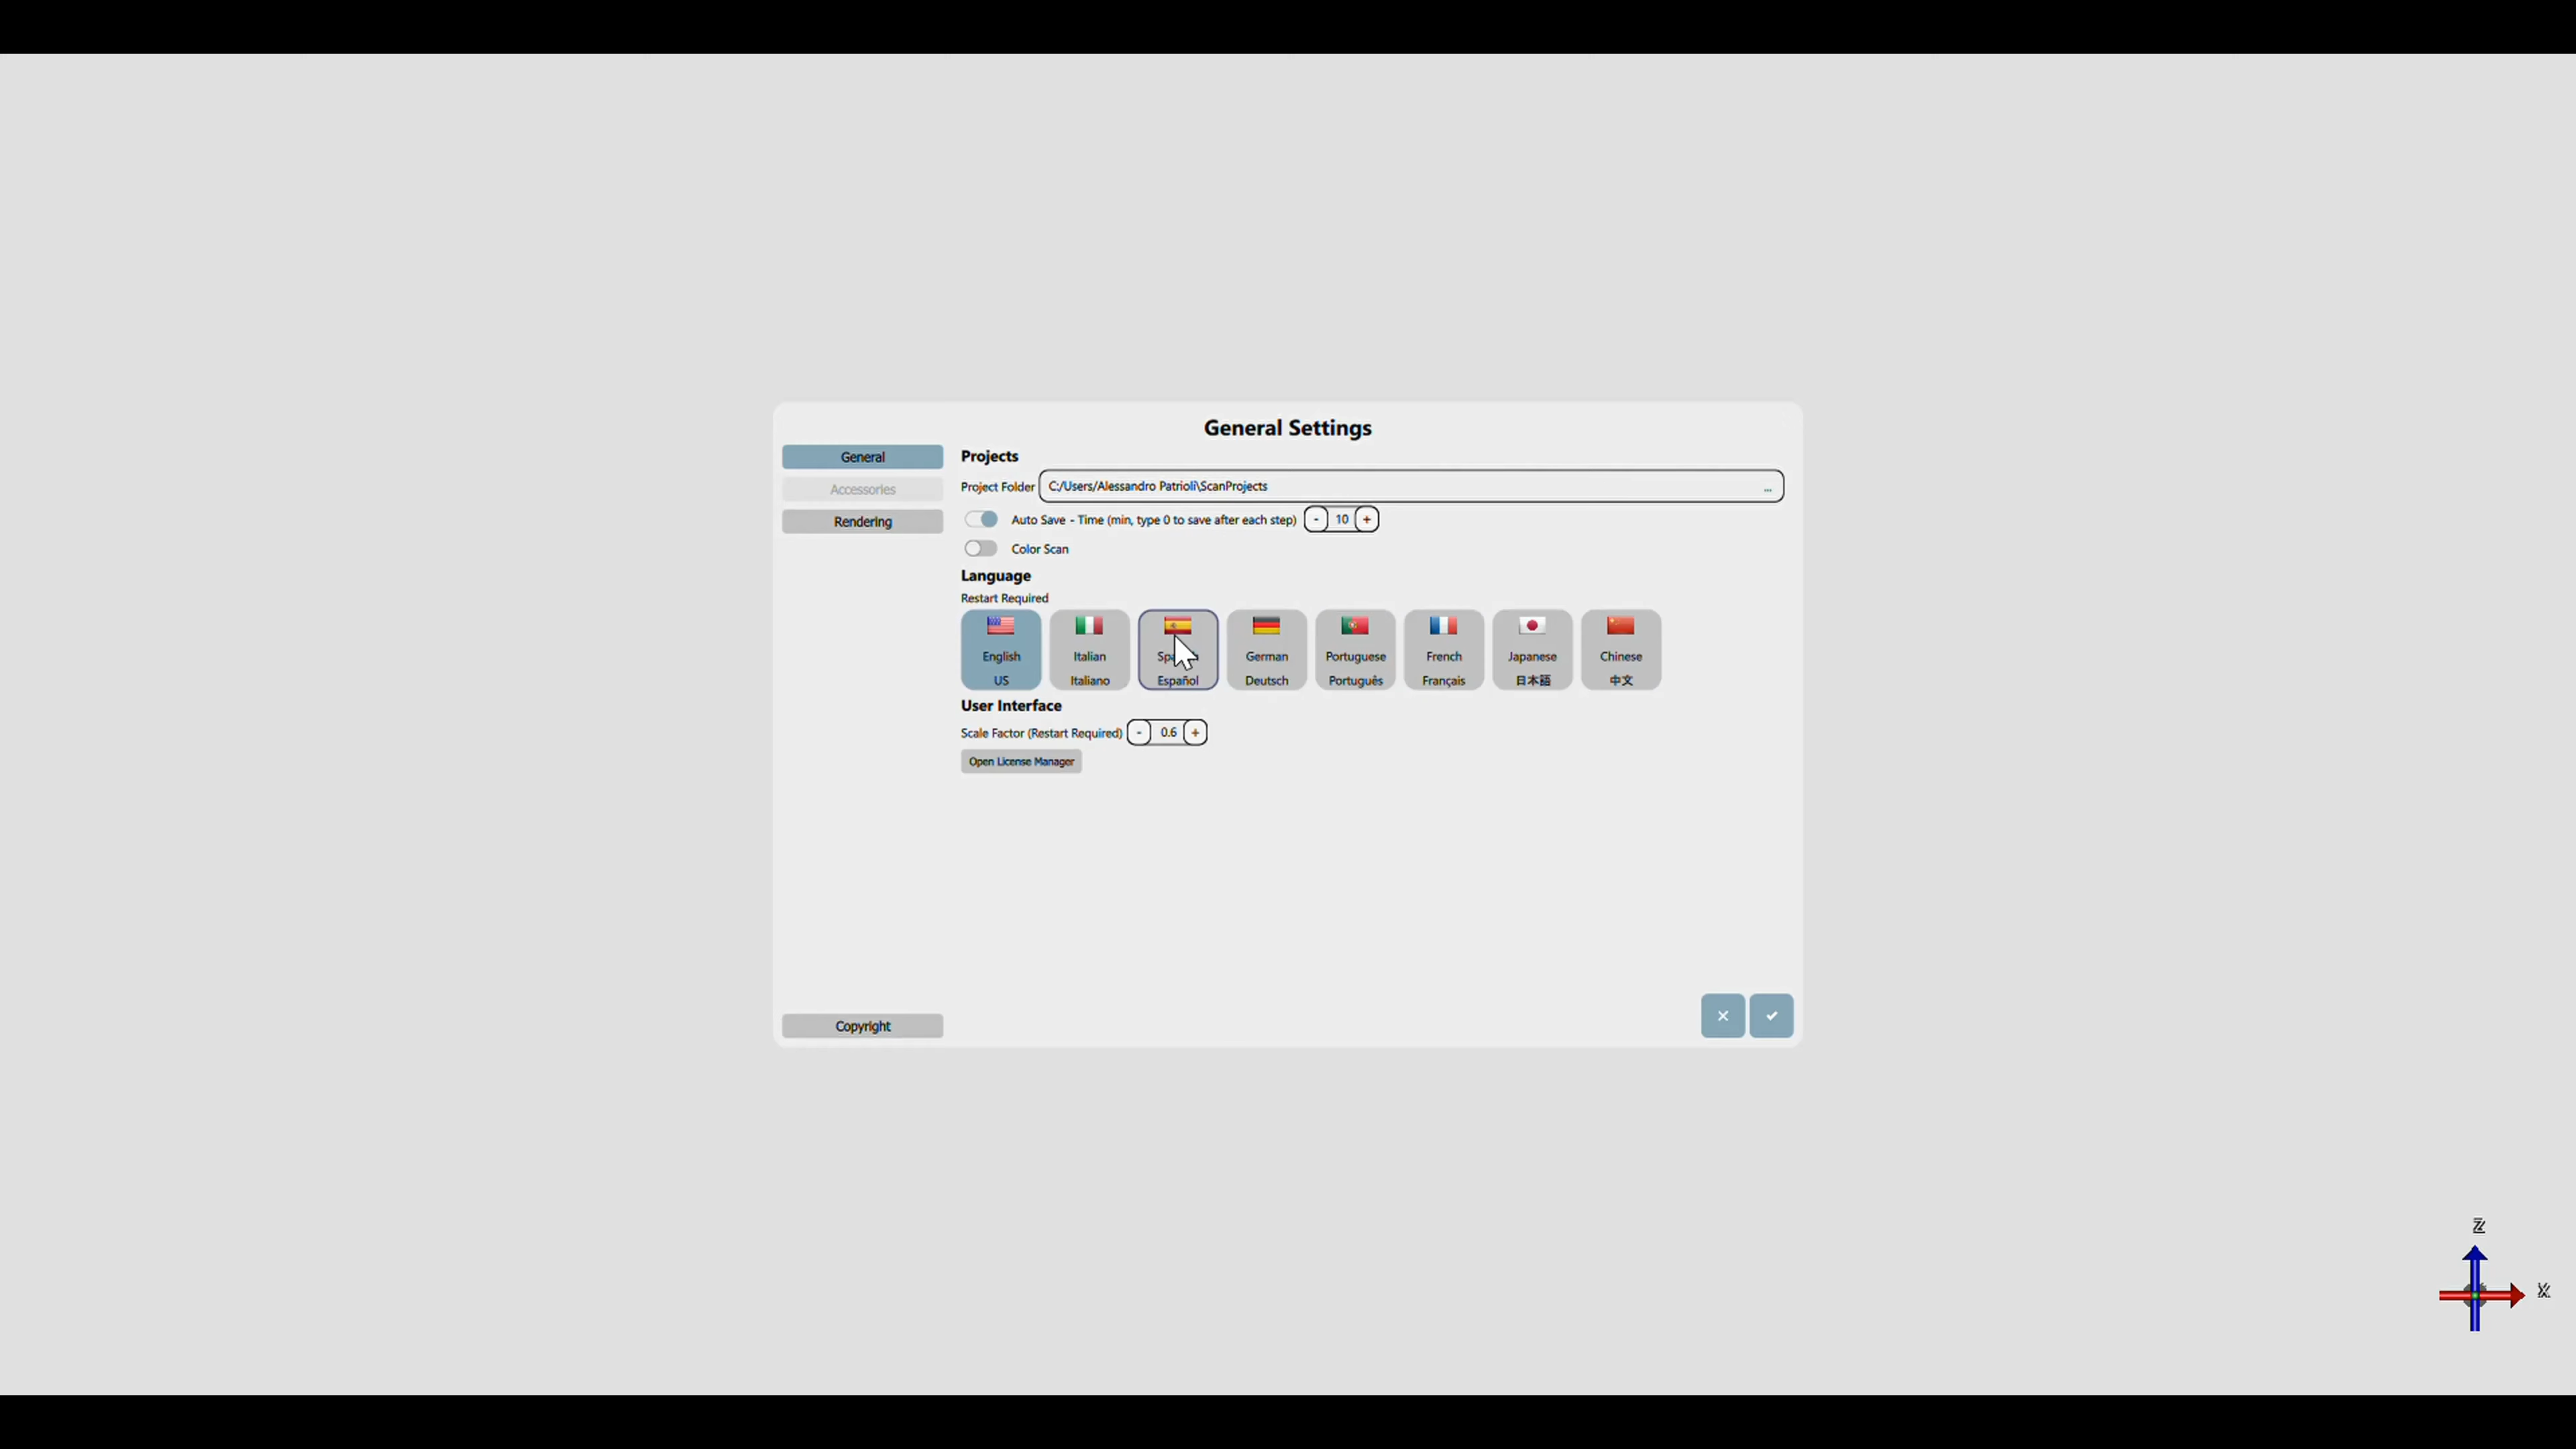 General Settings
General
Accessories
Rendering
Projects
Project Folder C:/Users/Alessandro Patrioli\ScanProjects ...
Auto Save - Time (min, type 0 to save after each step) - 10 +
Color Scan
Language
Restart Required
English Italian German Portuguese French Japanese Chinese
US Italiano Español Deutsch Português Français 日本語 中文
User Interface
Scale Factor (Restart Required) - 0.6 +
Open License Manager
Copyright
Z